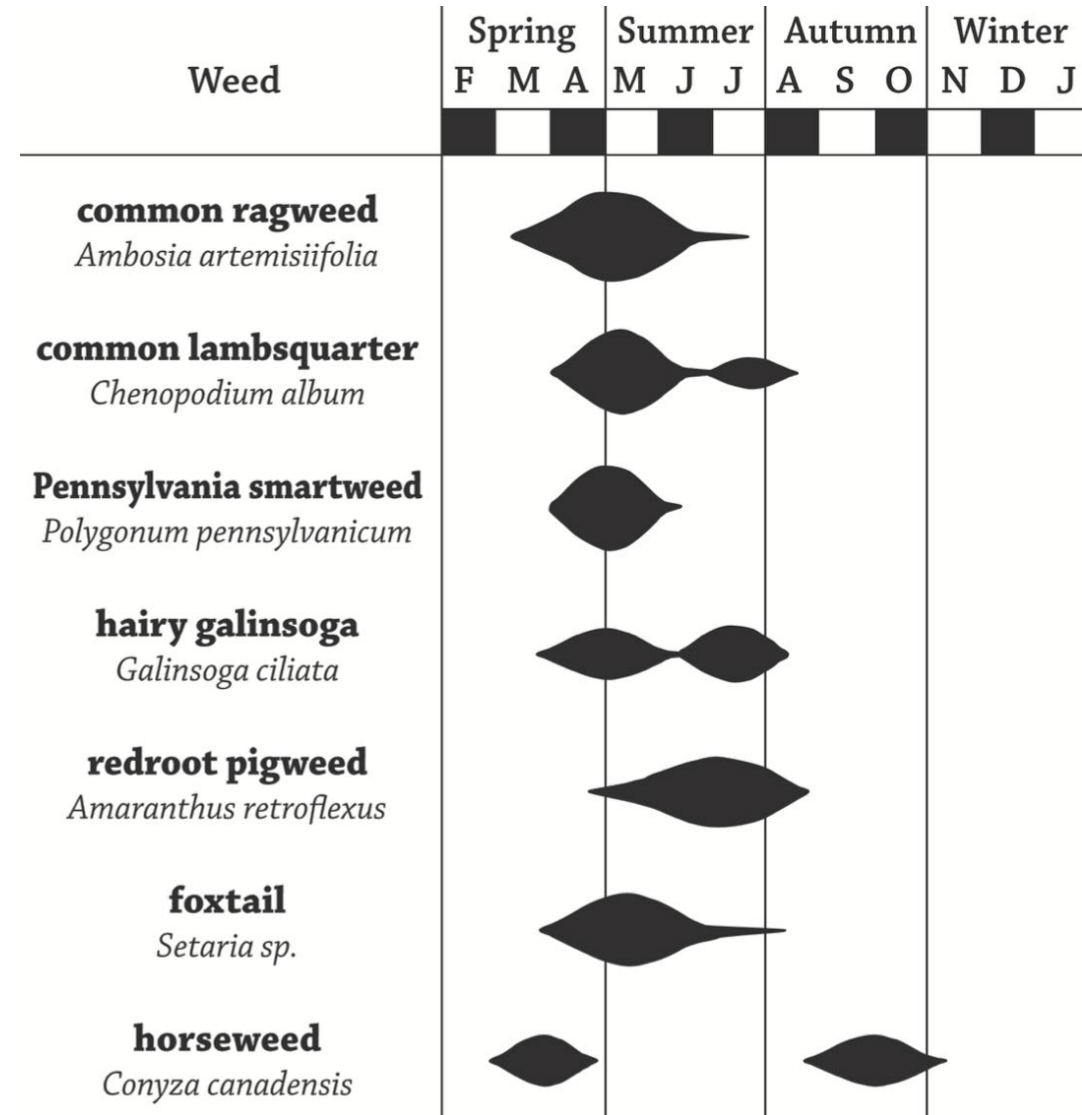 Spring Summer Autumn Winter
Weed F M A M J J A S O N D J
common ragweed
Ambosia artemisiifolia
common lambsquarter
Chenopodium album
Pennsylvania smartweed
Polygonum pennsylvanicum
hairy galinsoga
Galinsoga ciliata
redroot pigweed
Amaranthus retroflexus
foxtail
Setaria sp.
horseweed
Conyza canadensis